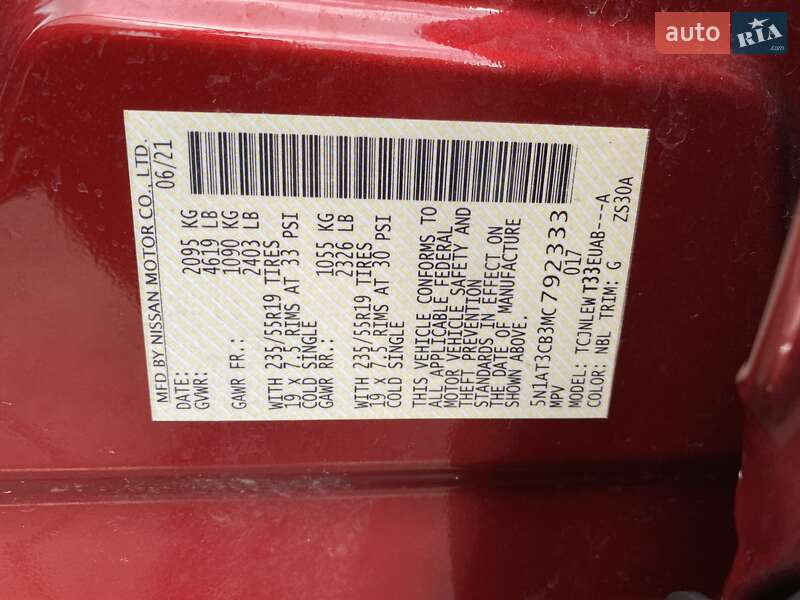 auto RIA.com
MFD BY NISSAN MOTOR CO., LTD.
DATE: 06/21
GVWR: 2095 KG
4619 LB
GAWR FR.: 1090 KG
2403 LB
WITH 235/55R19 TIRES
19 X 7.5 RIMS AT 33 PSI
COLD SINGLE
GAWR RR.: 1055 KG
2326 LB
WITH 235/55R19 TIRES
19 X 7.5 RIMS AT 30 PSI
COLD SINGLE
THIS VEHICLE CONFORMS TO
ALL APPLICABLE FEDERAL
MOTOR VEHICLE SAFETY AND
THEFT PREVENTION
STANDARDS IN EFFECT ON
THE DATE OF MANUFACTURE
SHOWN ABOVE.
5N1AT3CB3MC792333
MPV 017
MODEL: TCJNLEWT33EUAB---A
COLOR: NBL TRIM: G ZS30A